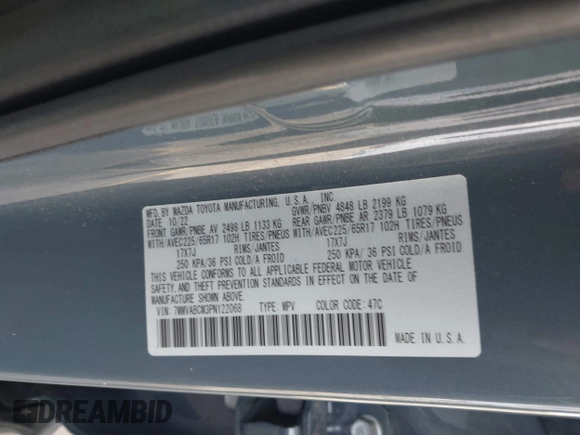 MFD.BY MAZDA TOYOTA MANUFACTURING, U.S.A. INC.
DATE 10/22 GVWR/PNBV 4848 LB 2199 KG
FRONT GAWR/PNBE AV 2498 LB 1133 KG REAR GAWR/PNBE AR 2379 LB 1079 KG
WITH/AVEC225/65R17 102H TIRES/PNEUS WITH/AVEC225/65R17 102H TIRES/PNEUS
17X7J RIMS/JANTES 17X7J RIMS/JANTES
250 KPA/ 36 PSI COLD/A FROID 250 KPA/ 36 PSI COLD/A FROID
THIS VEHICLE CONFORMS TO ALL APPLICABLE FEDERAL MOTOR VEHICLE
SAFETY, AND THEFT PREVENTION STANDARDS IN EFFECT ON THE DATE OF
MANUFACTURE SHOWN ABOVE.
VIN: 7MMVABCM3PN122068 TYPE: MPV COLOR CODE: 47C
MADE IN U.S.A.
DREAMBID